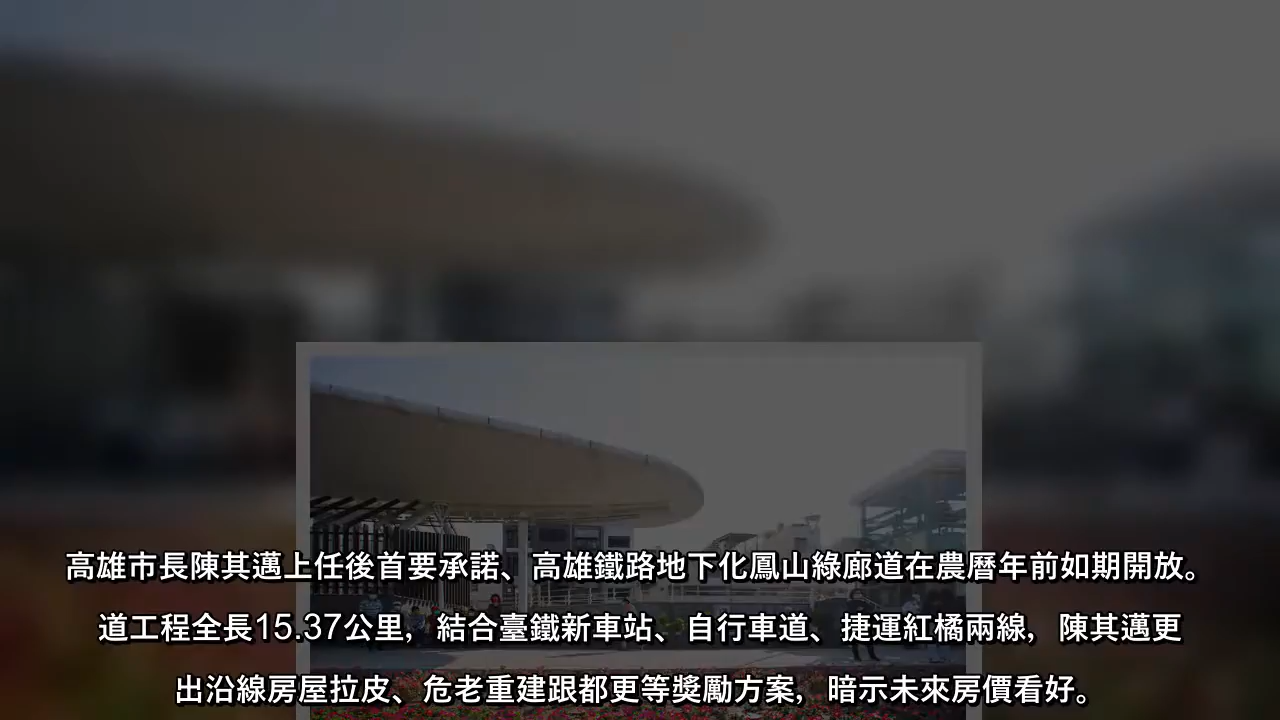 高雄市長陳其邁上任後首要承諾、高雄鐵路地下化鳳山綠廊道在農曆年前如期開放。
道工程全長15.37公里，結合臺鐵新車站、自行車道、捷運紅橘兩線，陳其邁更
出沿線房屋拉皮、危老重建跟都更等獎勵方案，暗示未來房價看好。